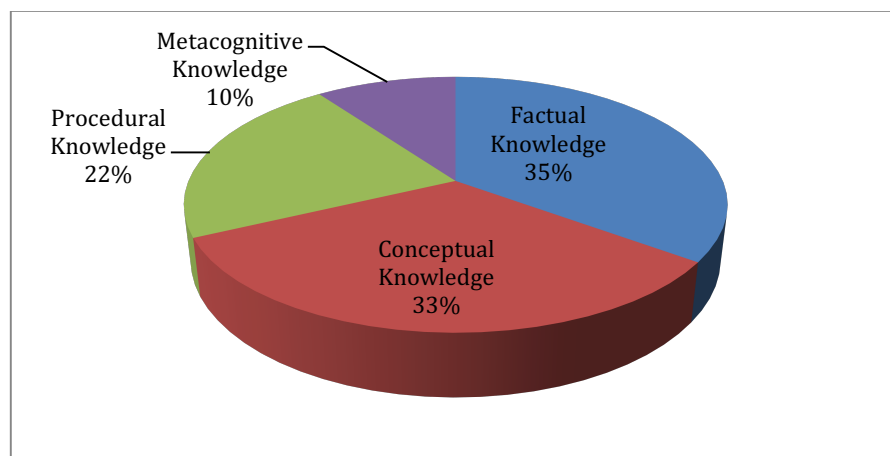 Metacognitive
Knowledge
10%
Factual
Knowledge
35%
Procedural
Knowledge
22%
Conceptual
Knowledge
33%